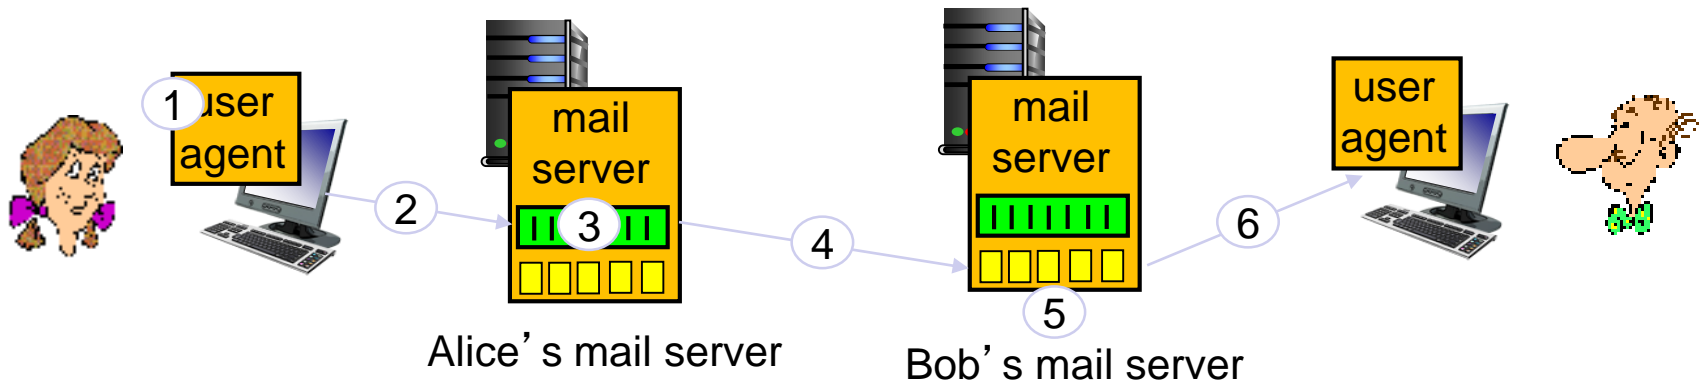 1
user
agent
2
mail
server
3
Alice's mail server
4
mail
server
5
Bob's mail server
6
user
agent